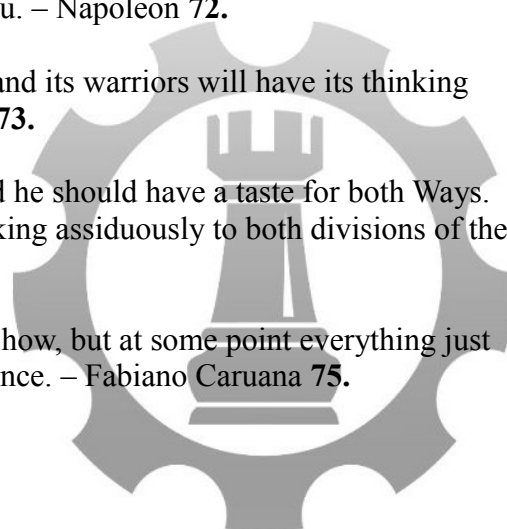 u. – Napoleon 72.
and its warriors will have its thinking
73.
d he should have a taste for both Ways.
king assiduously to both divisions of the
how, but at some point everything just
nce. – Fabiano Caruana 75.